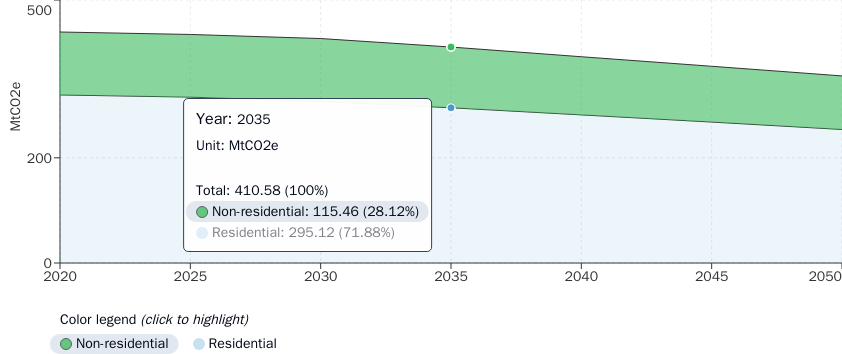 500
MtCO2e
200
0
Year: 2035
Unit: MtCO2e
Total: 410.58 (100%)
Non-residential: 115.46 (28.12%)
Residential: 295.12 (71.88%)
2020 2025 2030 2035 2040 2045 2050
Color legend (click to highlight)
Non-residential Residential